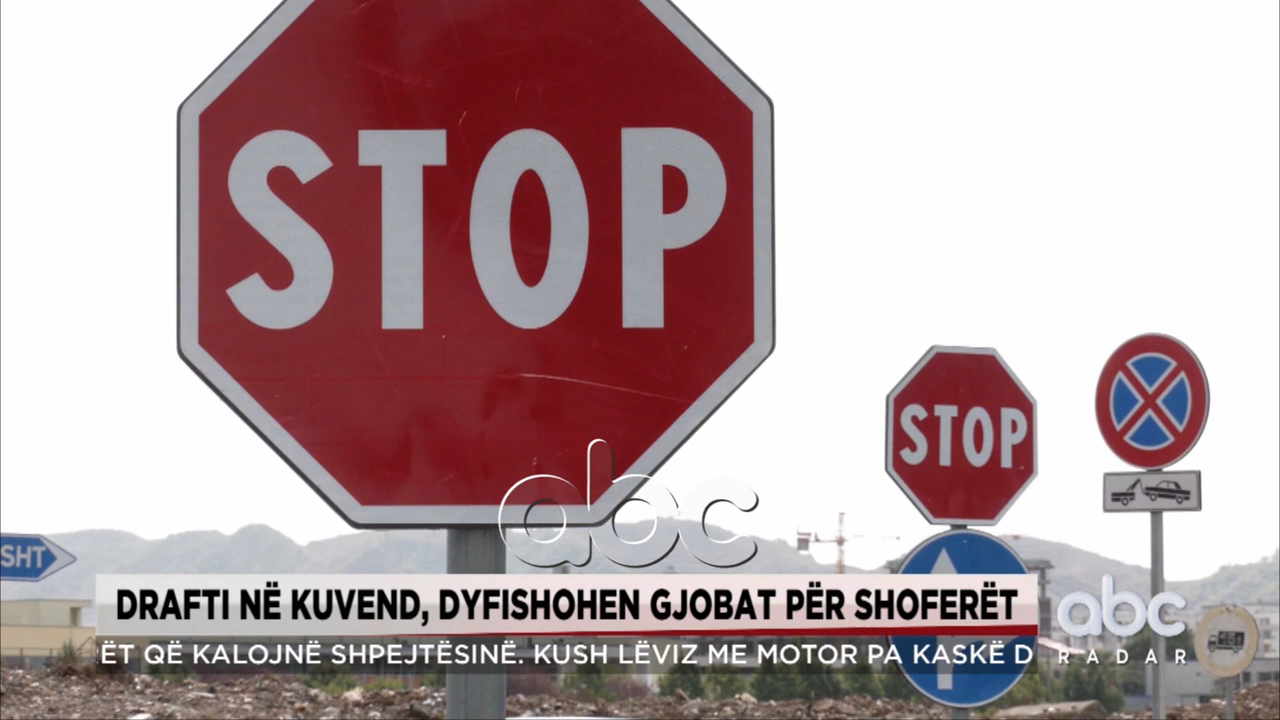 STOP
STOP
abc
SHT
DRAFTI NË KUVEND, DYFISHOHEN GJOBAT PËR SHOFERËT
ËT QË KALOJNË SHPEJTËSINË. KUSH LËVIZ ME MOTOR PA KASKË D
abc
RADAR